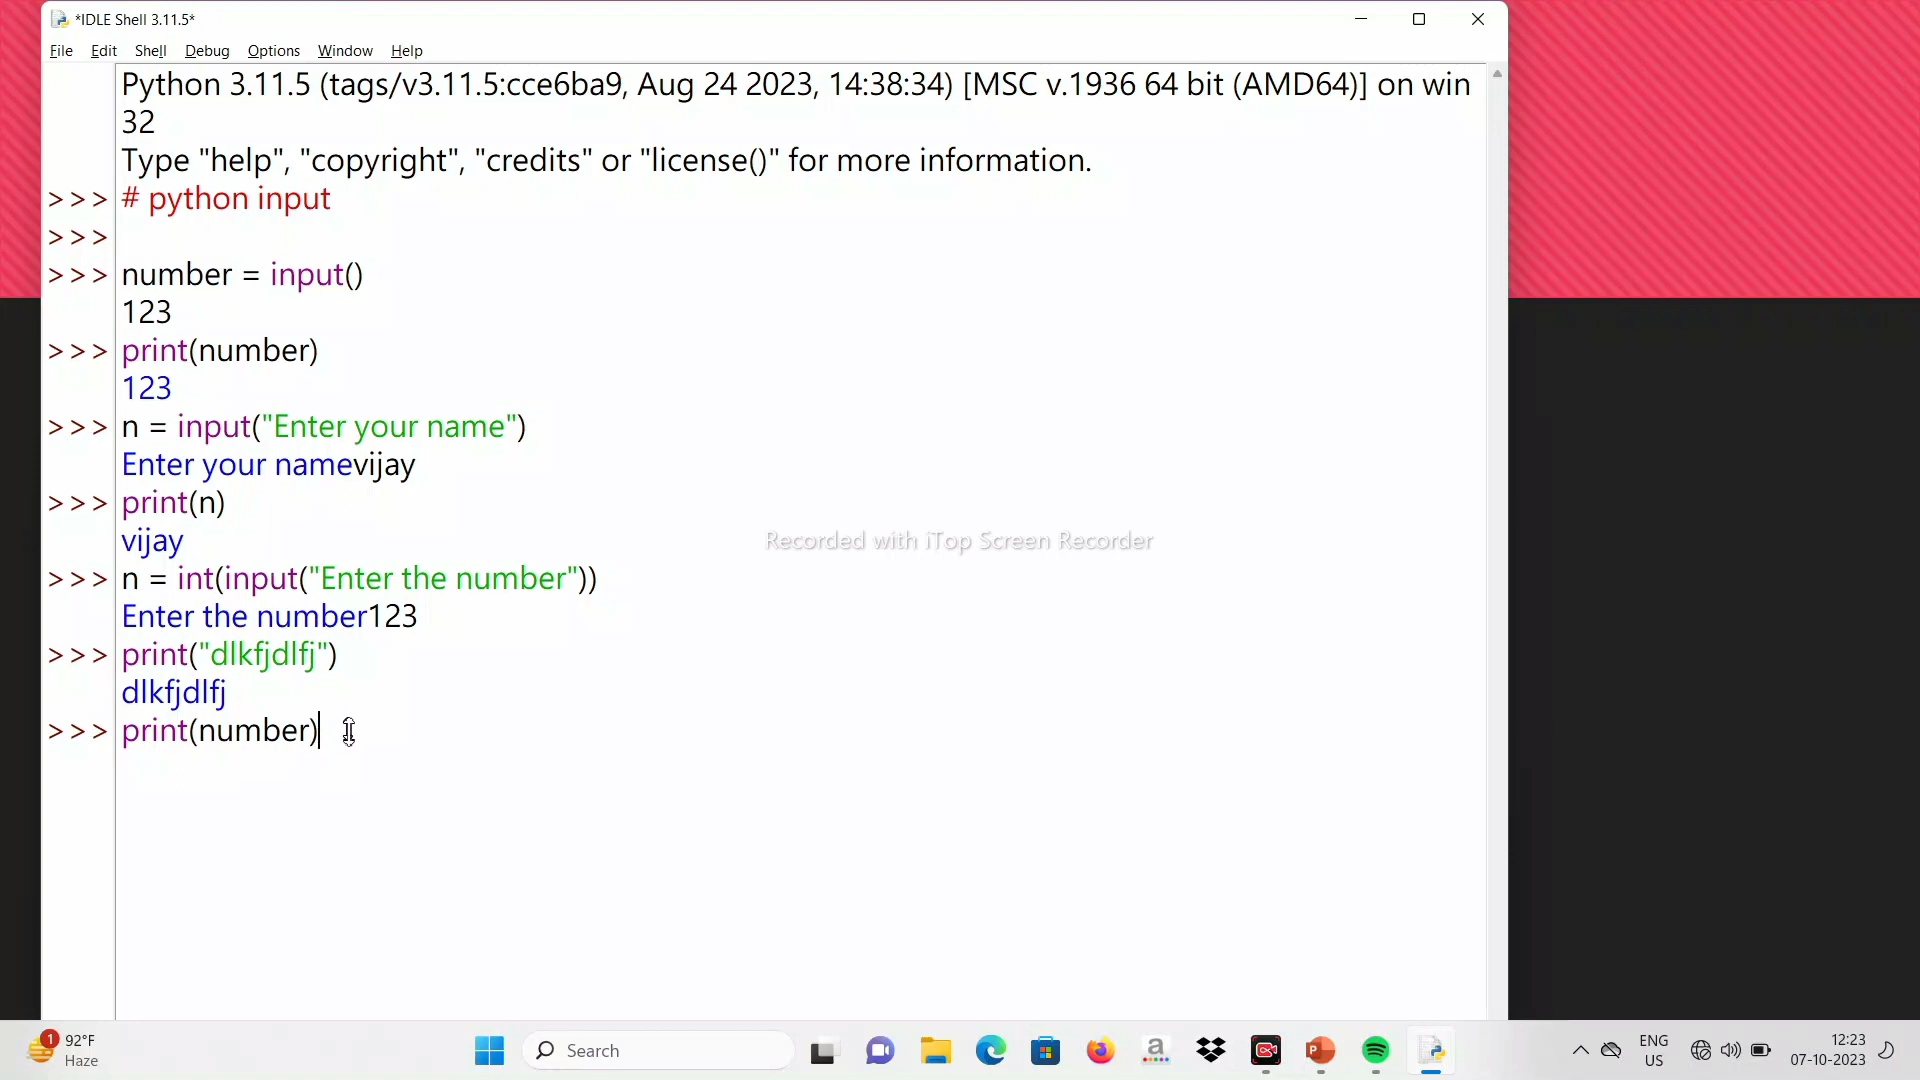 *IDLE Shell 3.11.5*
File Edit Shell Debug Options Window Help
Python 3.11.5 (tags/v3.11.5:cce6ba9, Aug 24 2023, 14:38:34) [MSC v.1936 64 bit (AMD64)] on win
32
Type "help", "copyright", "credits" or "license()" for more information.
>>> # python input
>>>
>>> number = input()
123
>>> print(number)
123
>>> n = input("Enter your name")
Enter your namevijay
>>> print(n)
vijay
Recorded with iTop Screen Recorder
>>> n = int(input("Enter the number"))
Enter the number123
>>> print("dlkfjdlfj")
dlkfjdlfj
>>> print(number)
1 92°F
Haze
Search
a
P
ENG
US
12:23
07-10-2023